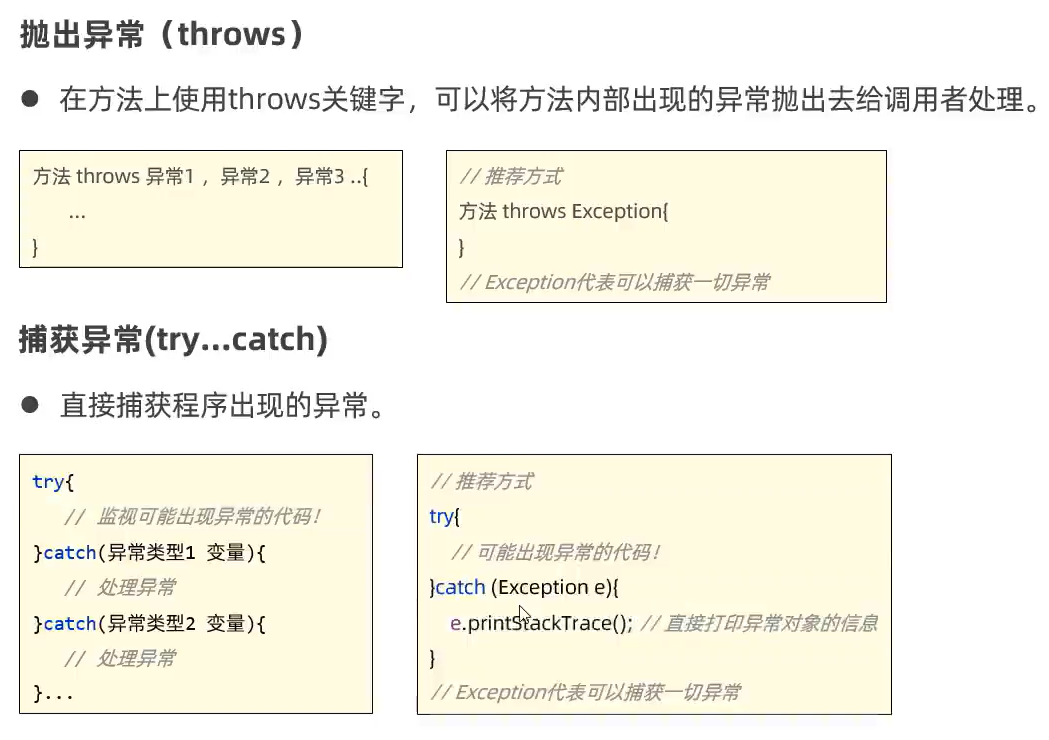 抛出异常（throws）
● 在方法上使用throws关键字，可以将方法内部出现的异常抛出去给调用者处理。
方法 throws 异常1 ，异常2 ，异常3 ..{
...
}
// 推荐方式
方法 throws Exception{
}
// Exception代表可以捕获一切异常
捕获异常(try...catch)
● 直接捕获程序出现的异常。
try{
// 监视可能出现异常的代码！
}catch(异常类型1 变量){
// 处理异常
}catch(异常类型2 变量){
// 处理异常
}...
// 推荐方式
try{
// 可能出现异常的代码！
}catch (Exception e){
e.printStackTrace(); // 直接打印异常对象的信息
}
// Exception代表可以捕获一切异常